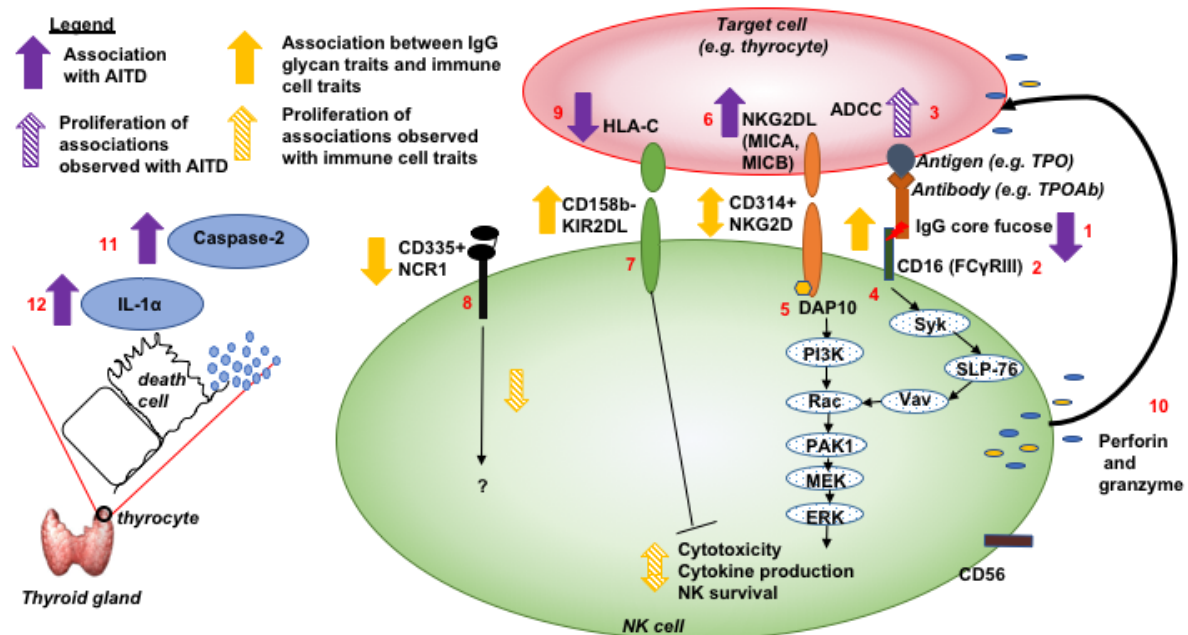 Legend
Association
with AITD
Association between IgG
glycan traits and immune
cell traits
Proliferation of
associations
observed with AITD
Proliferation of
associations observed
with immune cell traits
Target cell
(e.g. thyrocyte)
9
HLA-C
6
NKG2DL
(MICA,
MICB)
ADCC
3
Antigen (e.g. TPO)
Antibody (e.g. TPOAb)
IgG core fucose
1
CD16 (FCγRIII)
2
4
CD158b-
KIR2DL
7
CD314+
NKG2D
CD335+
NCR1
8
?
5
DAP10
PI3K
Rac
PAK1
MEK
ERK
Syk
SLP-76
Vav
10
Perforin
and
granzyme
Cytotoxicity
Cytokine production
NK survival
CD56
NK cell
11
Caspase-2
12
IL-1α
death
cell
thyrocyte
Thyroid gland